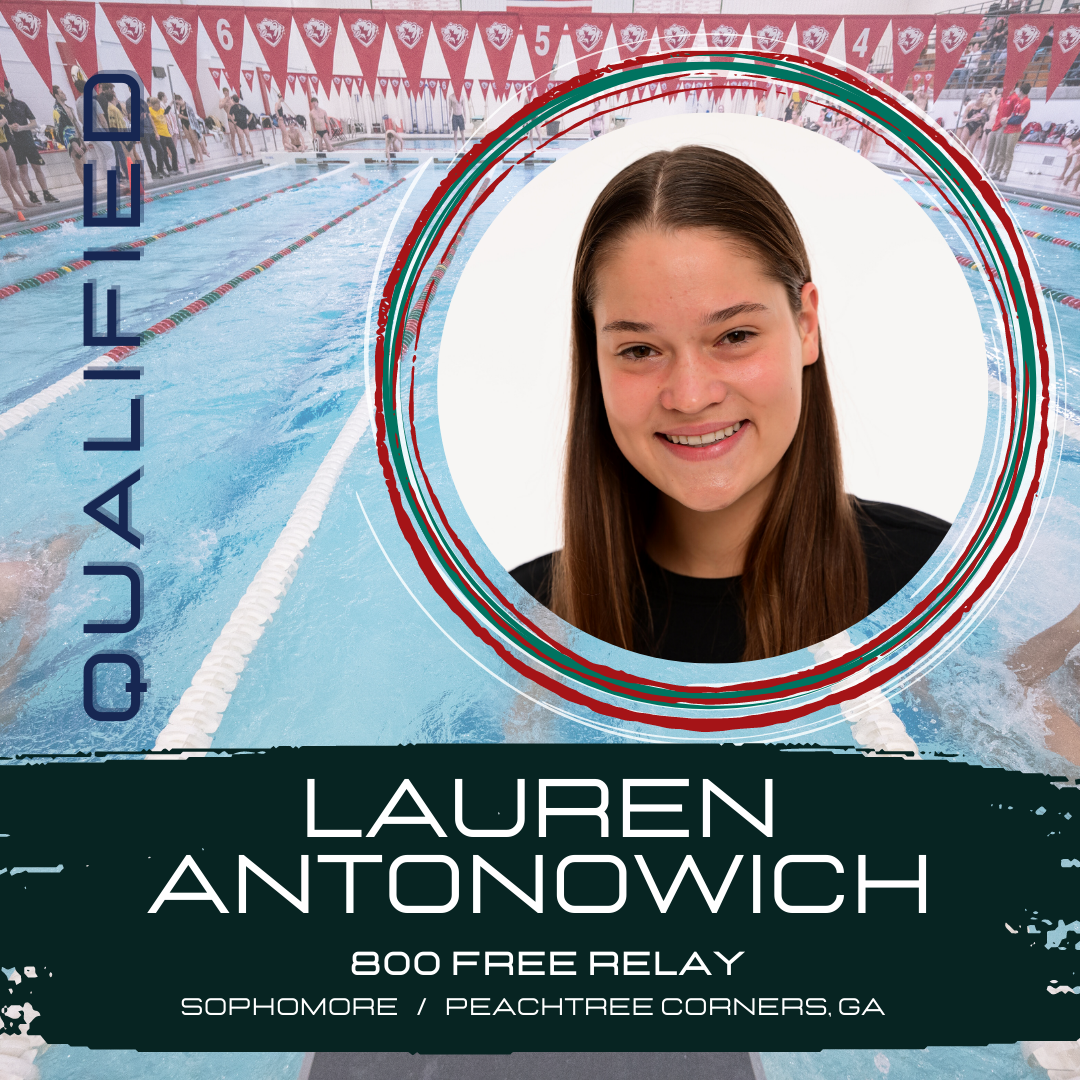 6
5
4
QUALIFIED
LAUREN
ANTONOWICH
800 FREE RELAY
SOPHOMORE / PEACHTREE CORNERS, GA